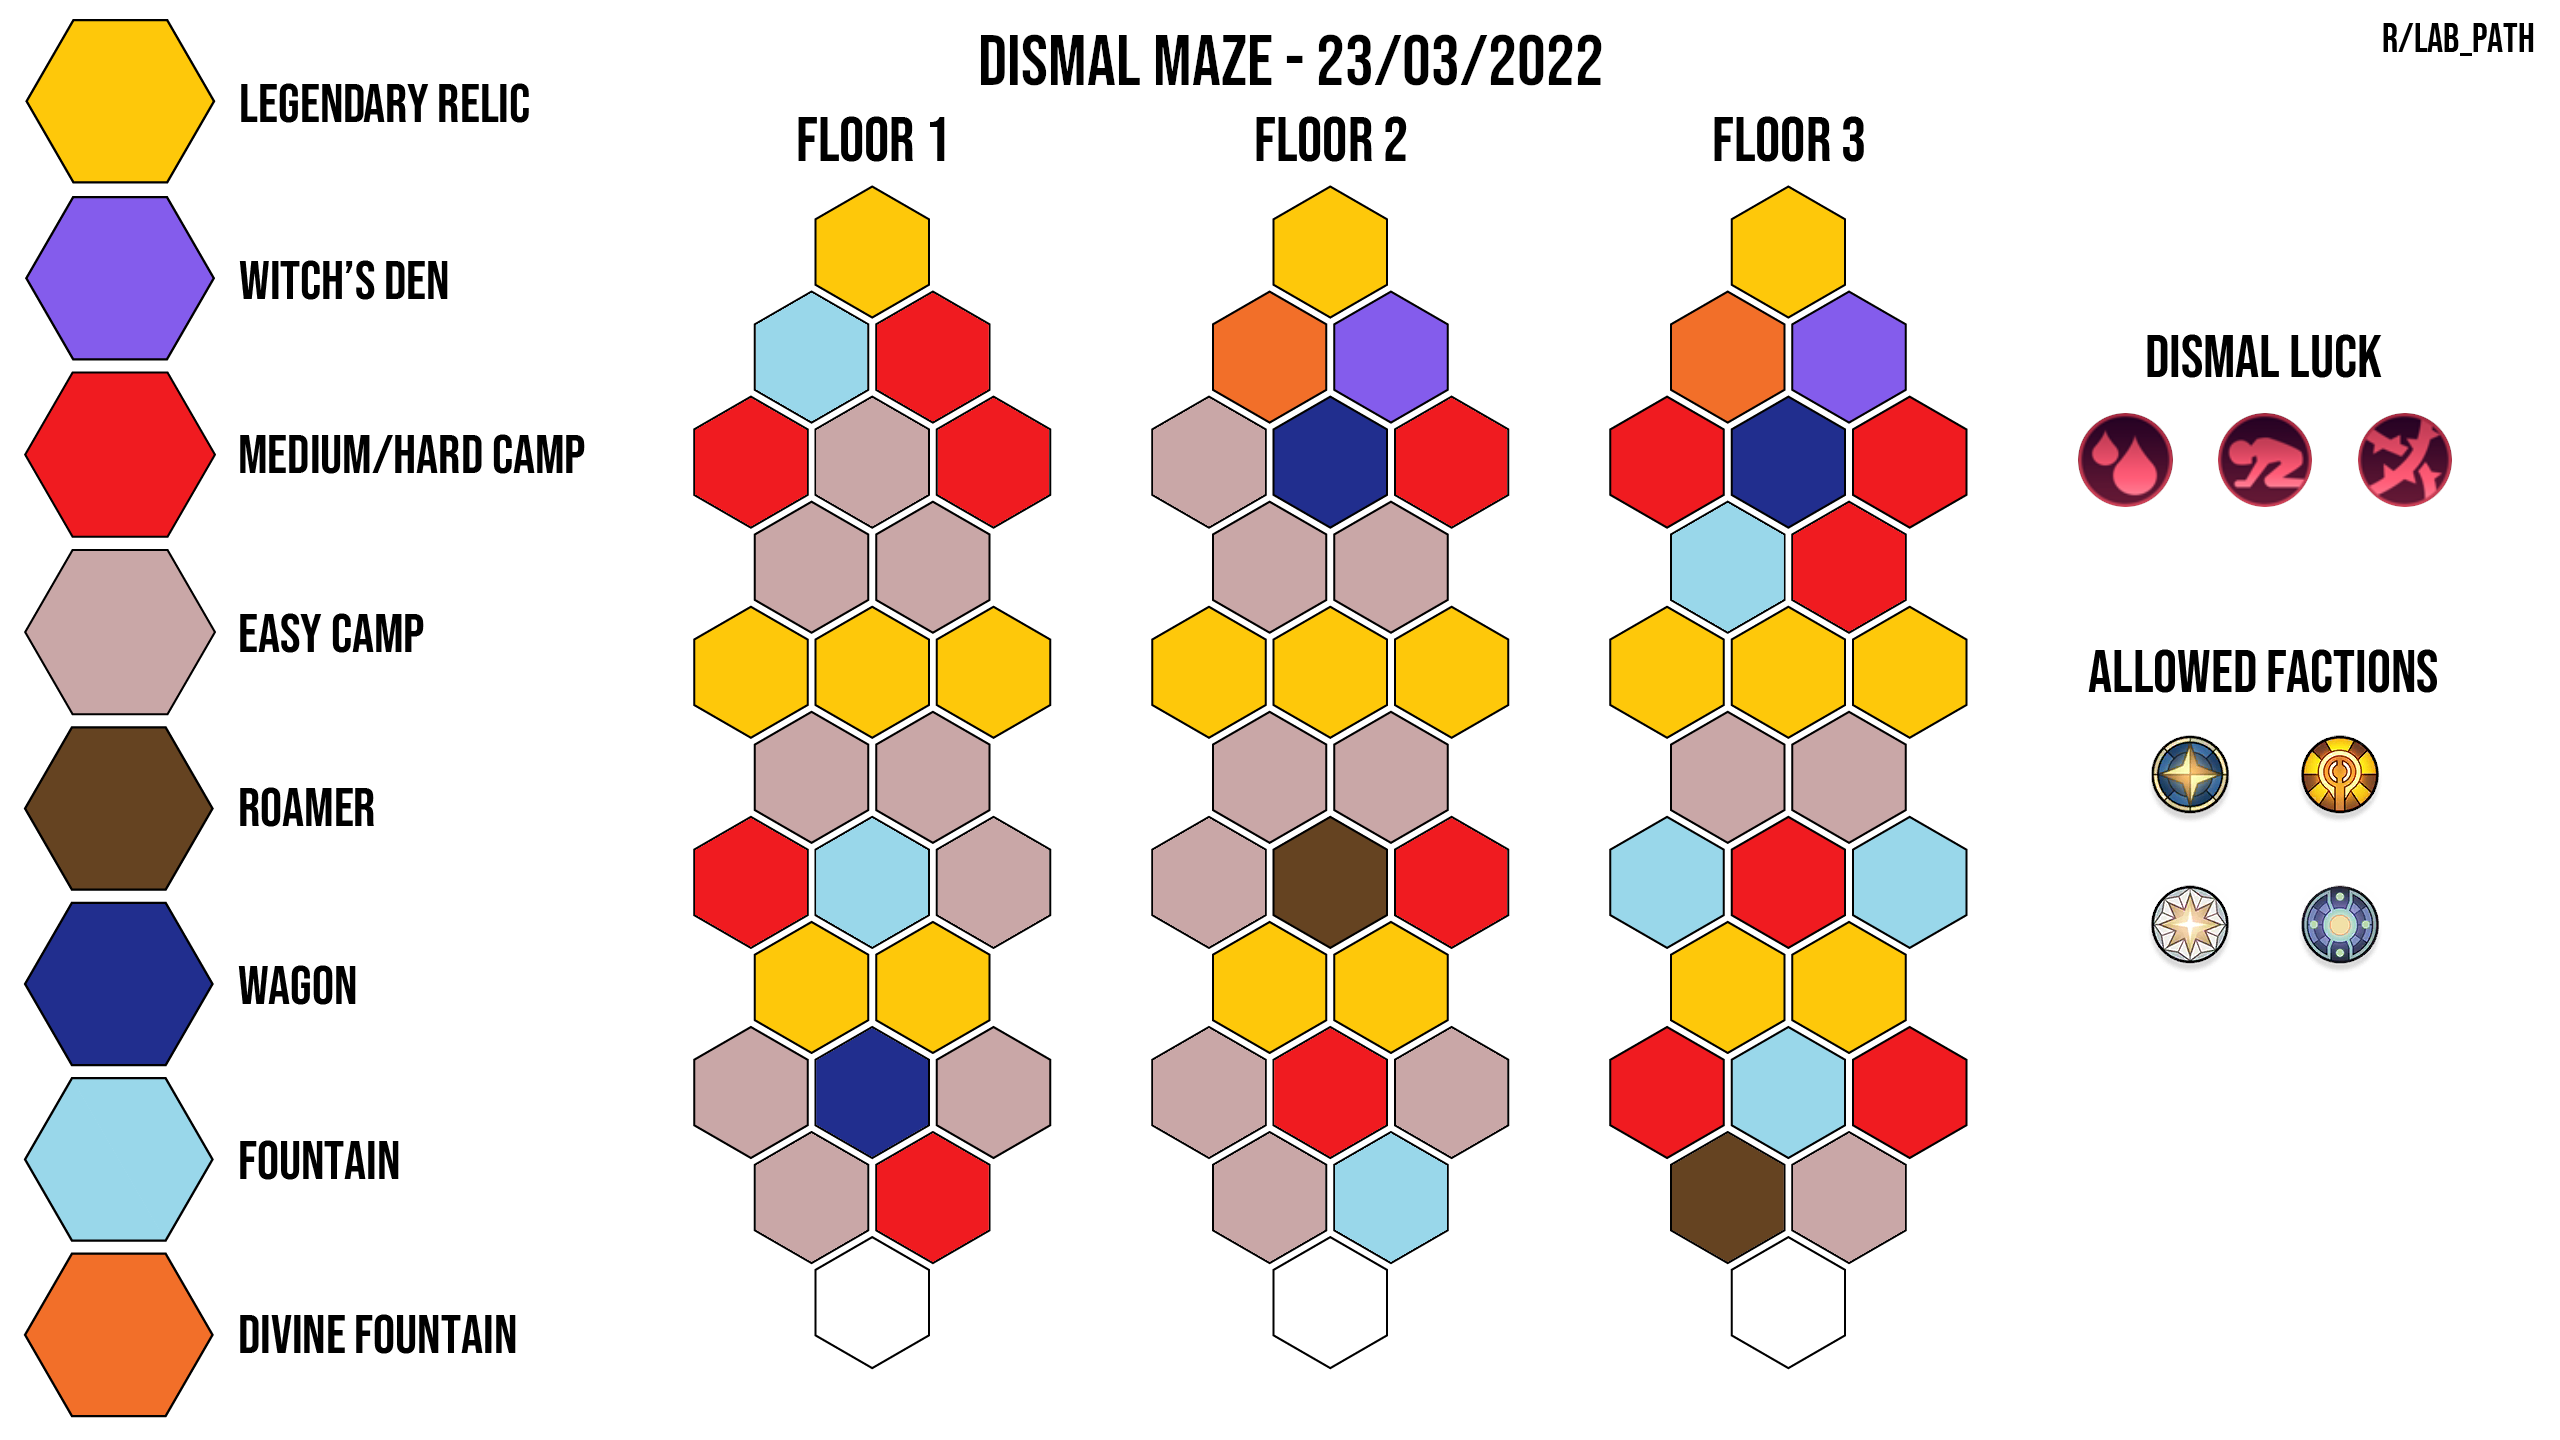 DISMAL MAZE - 23/03/2022
R/LAB_PATH
LEGENDARY RELIC
WITCH'S DEN
MEDIUM/HARD CAMP
EASY CAMP
ROAMER
WAGON
FOUNTAIN
DIVINE FOUNTAIN
FLOOR 1
FLOOR 2
FLOOR 3
DISMAL LUCK
ALLOWED FACTIONS